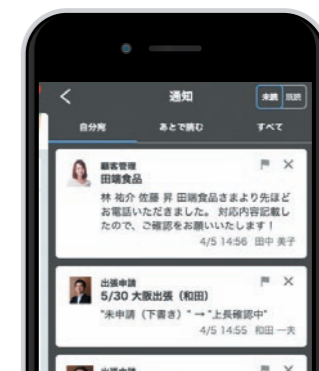 通知
未読 既読
自分宛 あとで読む すべて
顧客管理
田端食品
林 祐介 佐藤 昇 田端食品さまより先ほど
お電話いただきました。 対応内容記載し
たので、ご確認をお願いいたします！
4/5 14:56 田中 美子
出張申請
5/30 大阪出張（和田）
"未申請（下書き）" → "上長確認中"
4/5 14:55 和田 一夫
出張申請